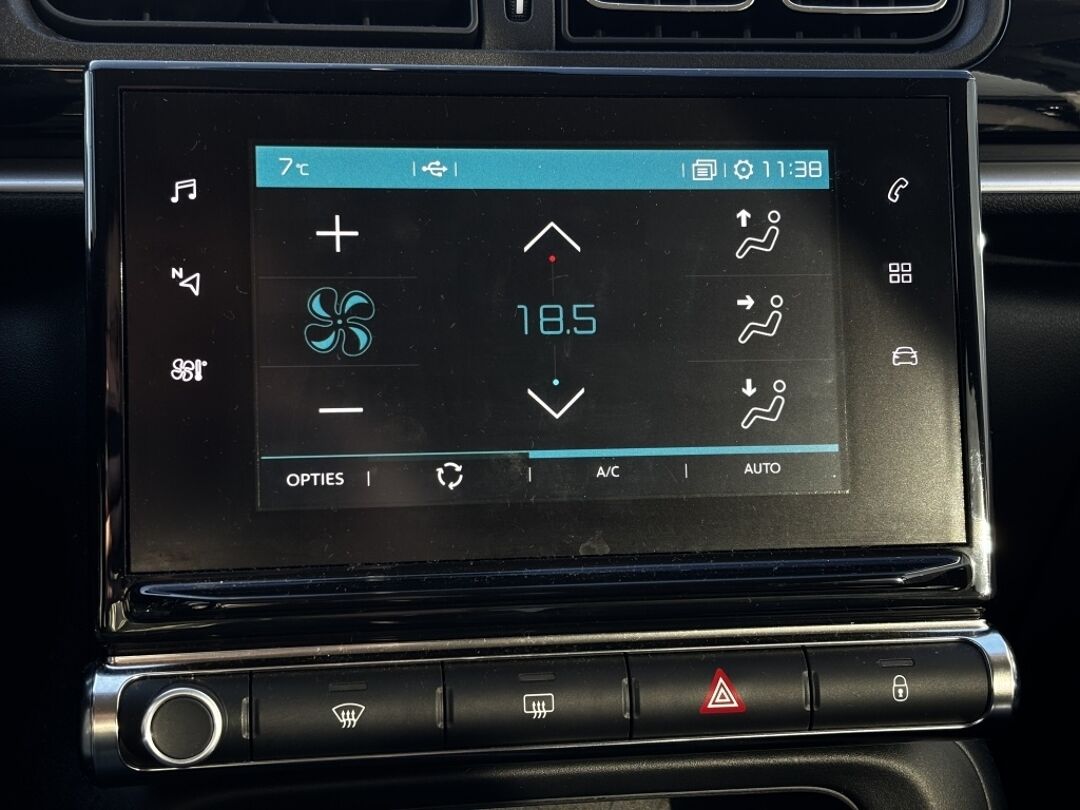 7°C 11:38
N
18.5
OPTIES A/C AUTO